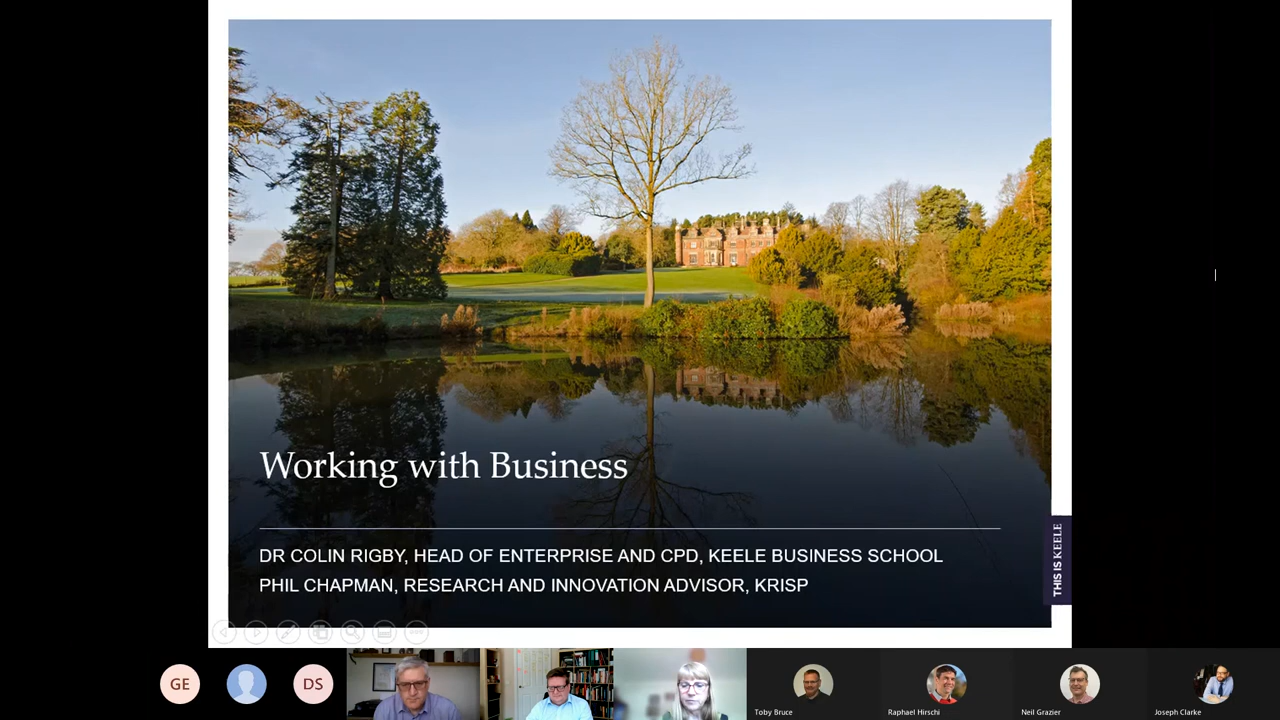 Working with Business
DR COLIN RIGBY, HEAD OF ENTERPRISE AND CPD, KEELE BUSINESS SCHOOL
PHIL CHAPMAN, RESEARCH AND INNOVATION ADVISOR, KRISP
THIS IS KEELE
GE
DS
Toby Bruce
Raphael Hirschi
Neil Grazier
Joseph Clarke